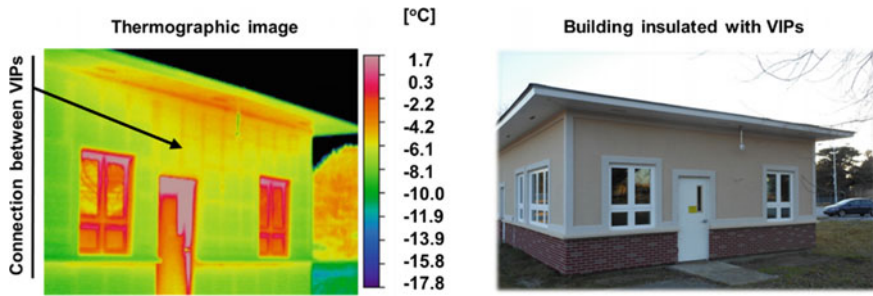 Thermographic image
[°C]
Building insulated with VIPs
Connection between VIPs
1.7
0.3
-2.2
-4.2
-6.1
-8.1
-10.0
-11.9
-13.9
-15.8
-17.8